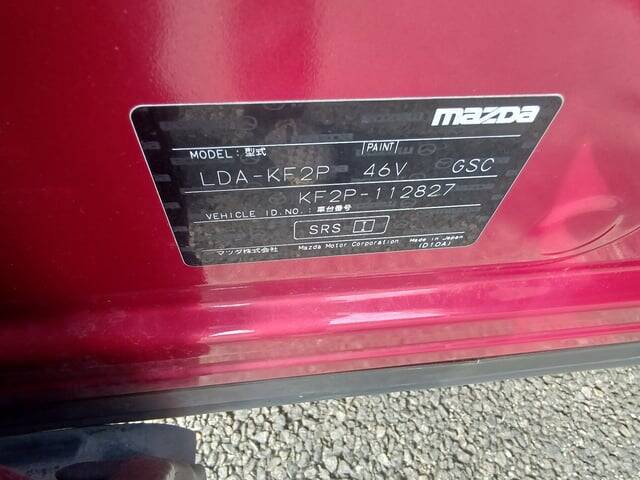 mazda
MODEL: 型式 PAINT
LDA-KF2P 46V GSC
KF2P-112827
VEHICLE ID.NO.: 車台番号
SRS
マツダ株式会社 Mazda Motor Corporation Made in Japan
(D10A)